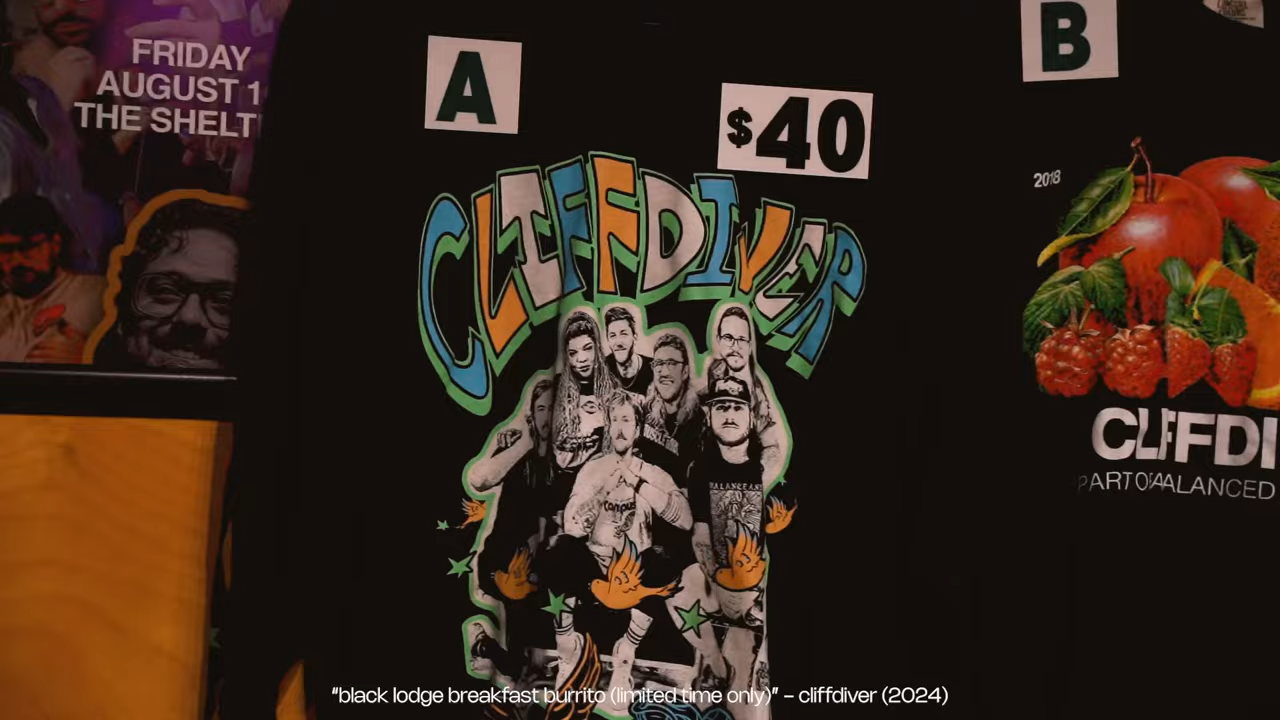 FRIDAY
AUGUST 1
THE SHELT
A
$40
CLIFFDIVER
B
2018
CLIFFDI
PART OF A BALANCED
"black lodge breakfast burrito (limited time only)" – cliffdiver (2024)